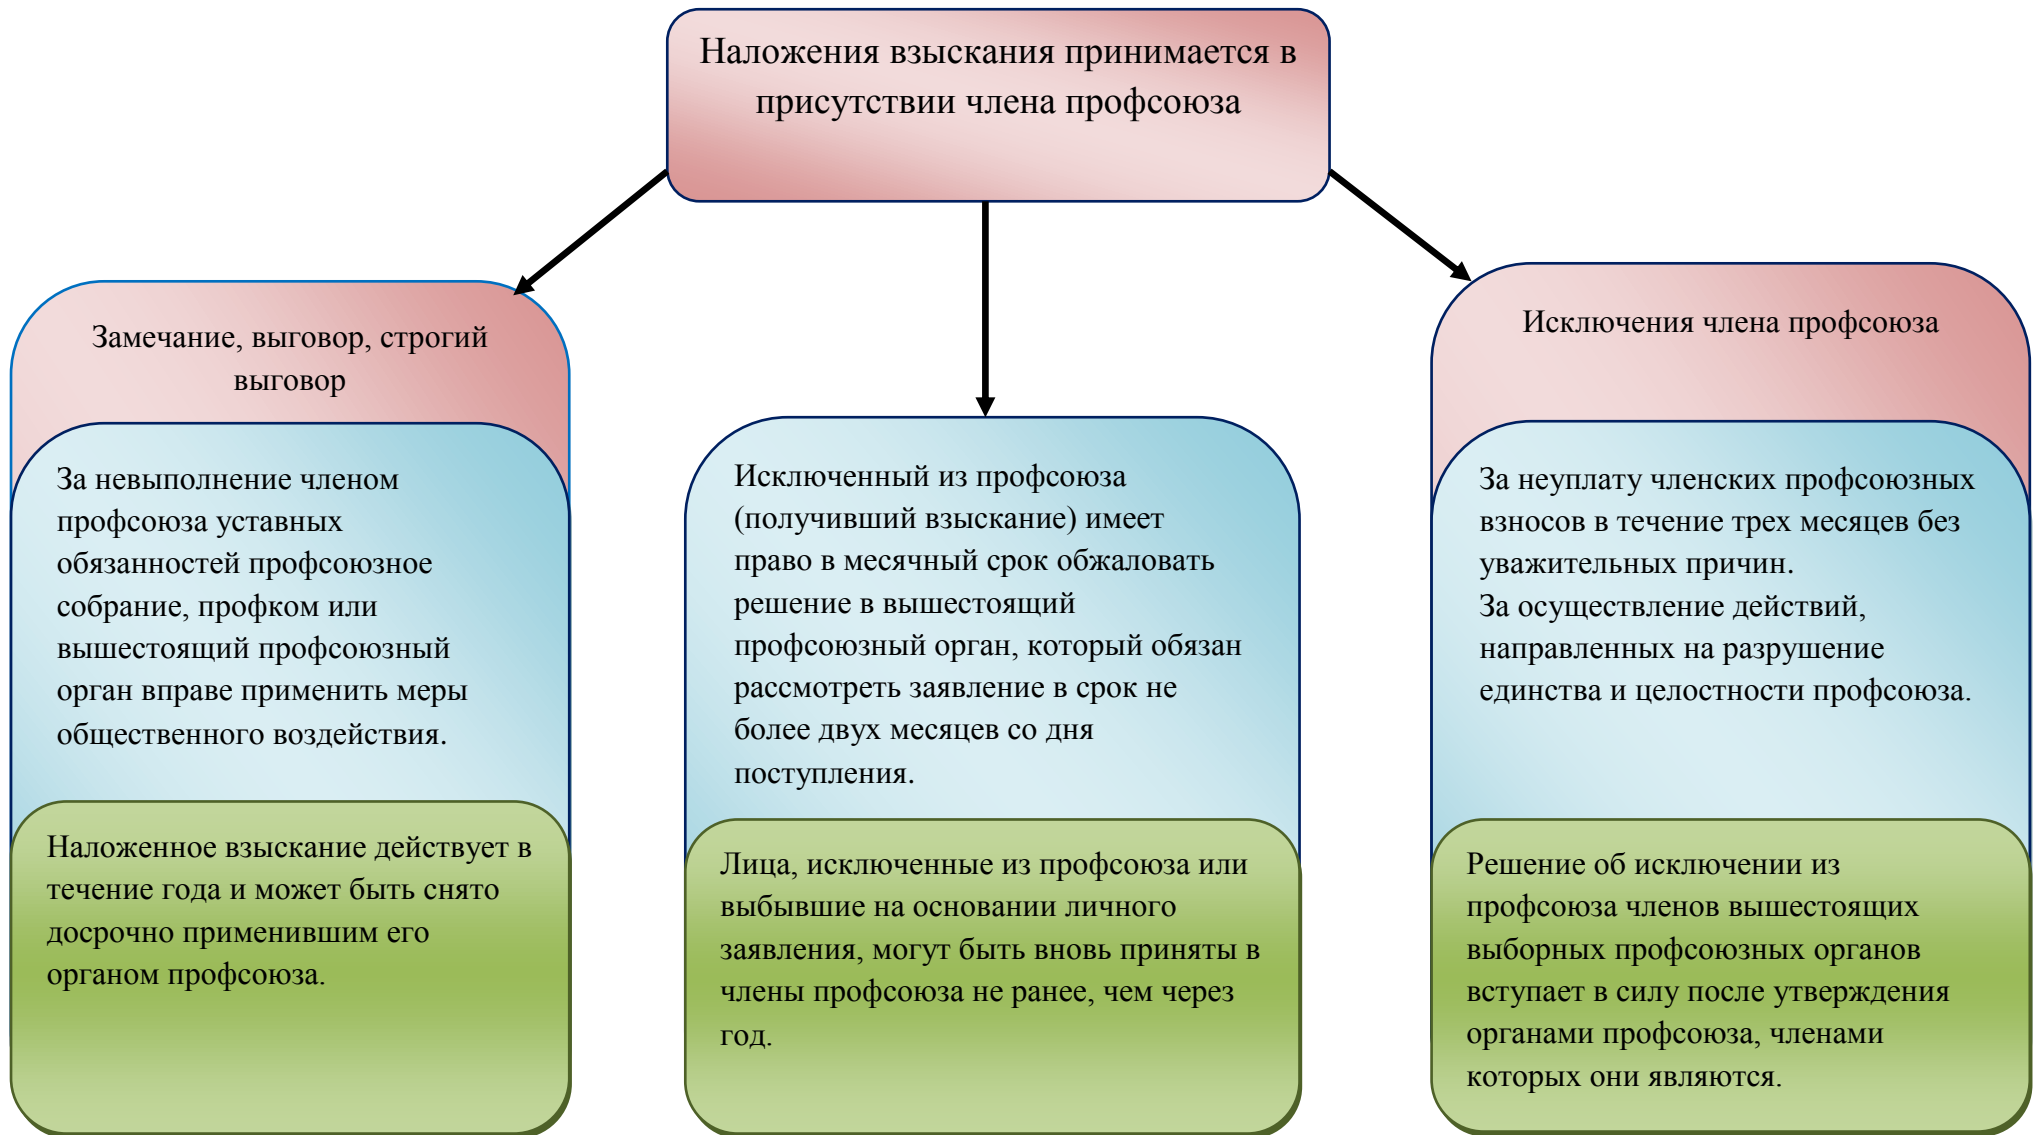 Наложения взыскания принимается в
присутствии члена профсоюза
Замечание, выговор, строгий
выговор
За невыполнение членом
профсоюза уставных
обязанностей профсоюзное
собрание, профком или
вышестоящий профсоюзный
орган вправе применить меры
общественного воздействия.
Наложенное взыскание действует в
течение года и может быть снято
досрочно применившим его
органом профсоюза.
Исключенный из профсоюза
(получивший взыскание) имеет
право в месячный срок обжаловать
решение в вышестоящий
профсоюзный орган, который обязан
рассмотреть заявление в срок не
более двух месяцев со дня
поступления.
Лица, исключенные из профсоюза или
выбывшие на основании личного
заявления, могут быть вновь приняты в
члены профсоюза не ранее, чем через
год.
Исключения члена профсоюза
За неуплату членских профсоюзных
взносов в течение трех месяцев без
уважительных причин.
За осуществление действий,
направленных на разрушение
единства и целостности профсоюза.
Решение об исключении из
профсоюза членов вышестоящих
выборных профсоюзных органов
вступает в силу после утверждения
органами профсоюза, членами
которых они являются.